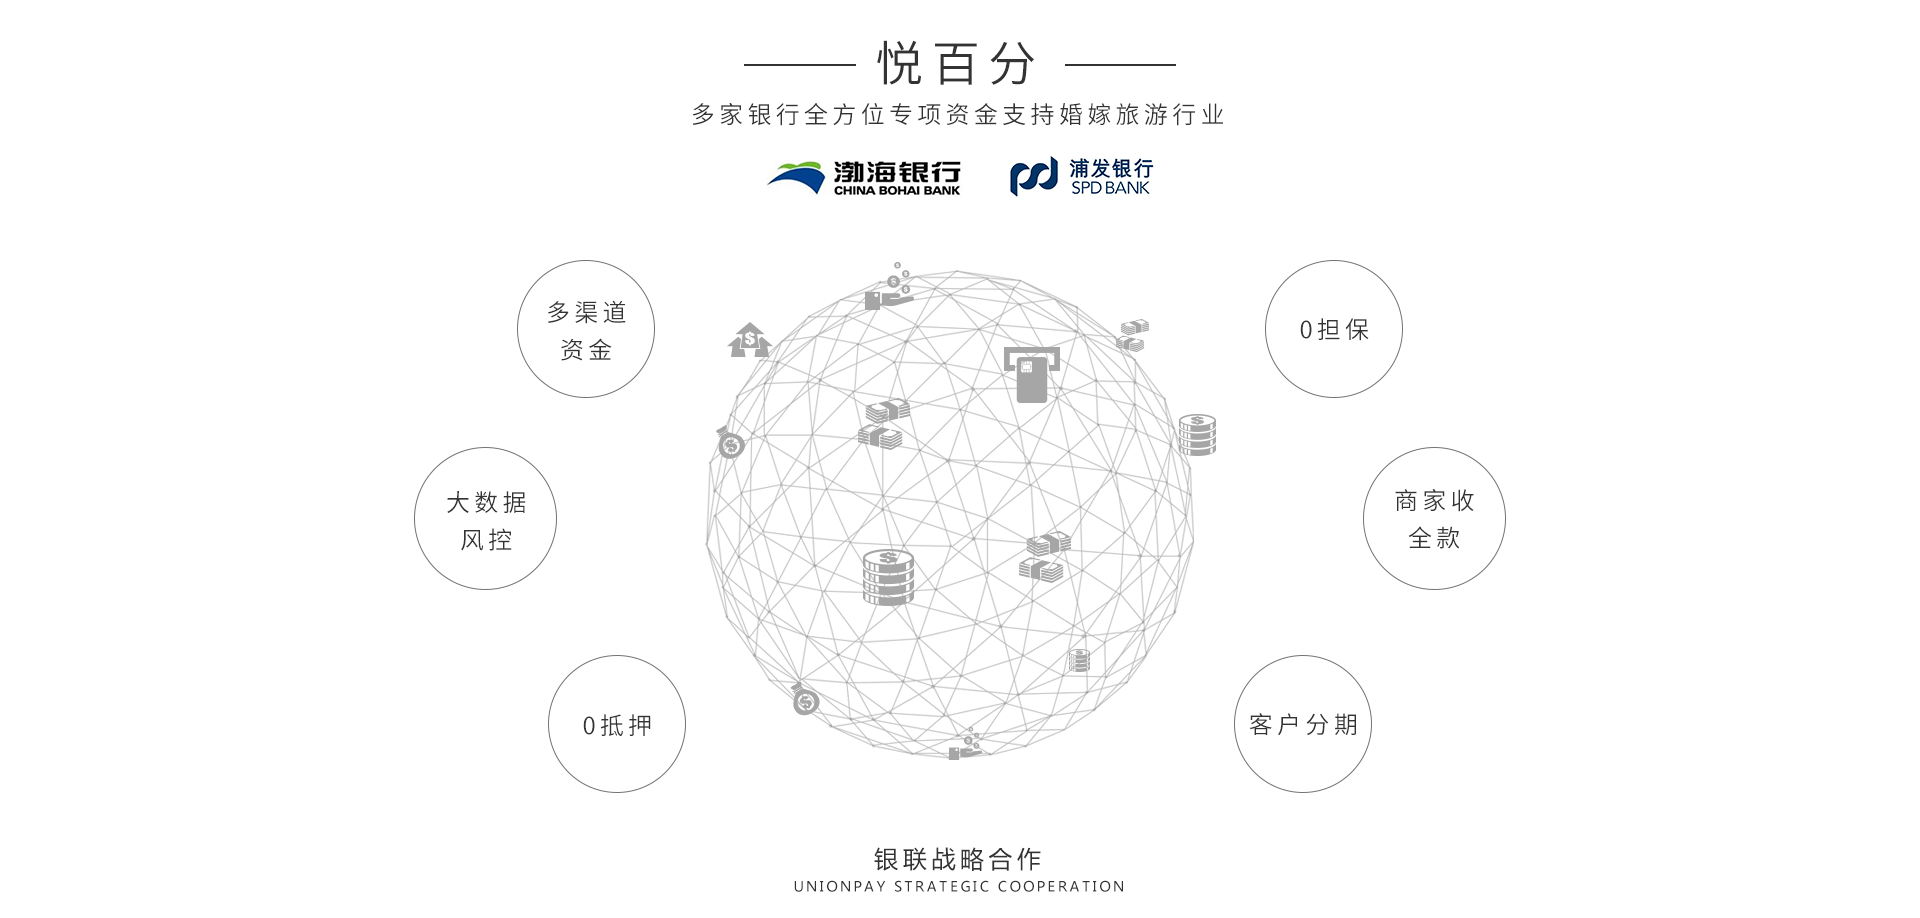 悦百分
多家银行全方位专项资金支持婚嫁旅游行业
渤海银行
CHINA BOHAI BANK
浦发银行
SPD BANK
多渠道
资金
0担保
大数据
风控
商家收
全款
0抵押
客户分期
银联战略合作
UNIONPAY STRATEGIC COOPERATION